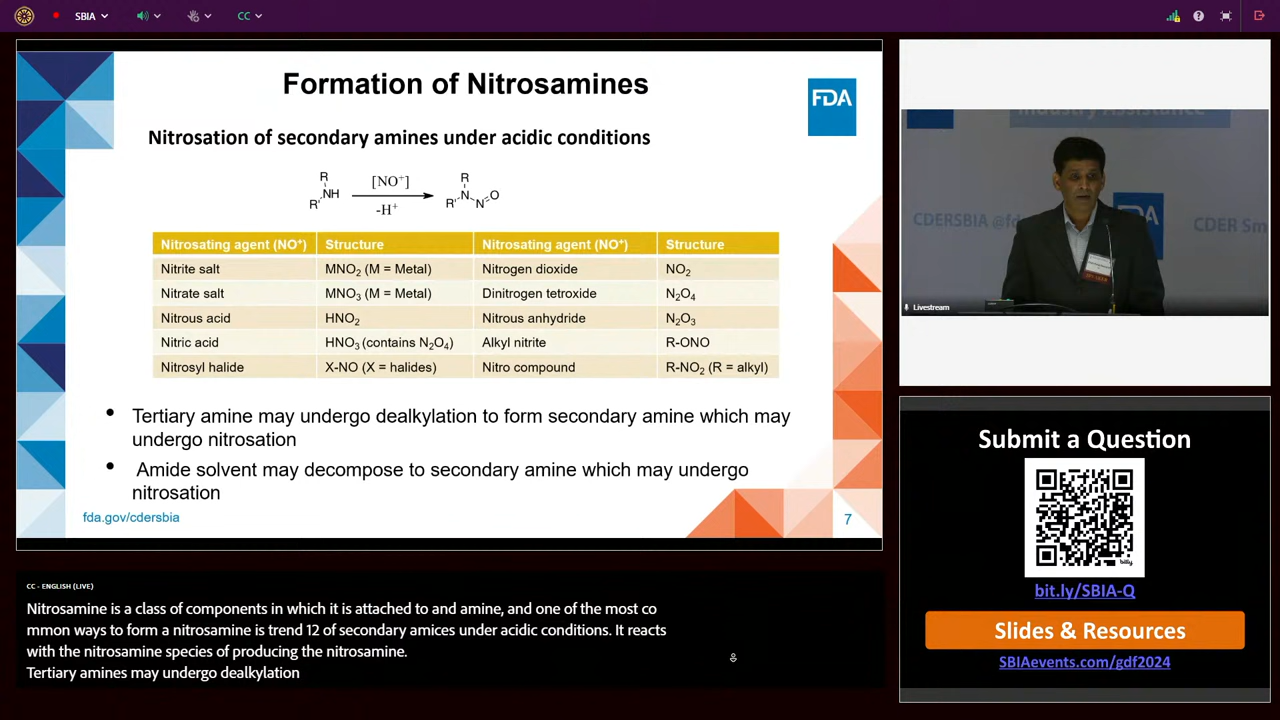 SBIA
CC
Formation of Nitrosamines
FDA
Nitrosation of secondary amines under acidic conditions
R
R'
NH
[NO⁺]
-H⁺
R
R'
N
N
O
Nitrosating agent (NO⁺) Structure Nitrosating agent (NO⁺) Structure
Nitrite salt MNO₂ (M = Metal) Nitrogen dioxide NO₂
Nitrate salt MNO₃ (M = Metal) Dinitrogen tetroxide N₂O₄
Nitrous acid HNO₂ Nitrous anhydride N₂O₃
Nitric acid HNO₃ (contains N₂O₄) Alkyl nitrite R-ONO
Nitrosyl halide X-NO (X = halides) Nitro compound R-NO₂ (R = alkyl)
• Tertiary amine may undergo dealkylation to form secondary amine which may
undergo nitrosation
• Amide solvent may decompose to secondary amine which may undergo
nitrosation
fda.gov/cdersbia
7
Industry Assistance
CDERSBIA @fd
DA
CDER Sm
Livestream
Submit a Question
bitly
bit.ly/SBIA-Q
Slides & Resources
SBIAevents.com/gdf2024
CC - ENGLISH (LIVE)
Nitrosamine is a class of components in which it is attached to and amine, and one of the most co
mmon ways to form a nitrosamine is trend 12 of secondary amices under acidic conditions. It reacts
with the nitrosamine species of producing the nitrosamine.
Tertiary amines may undergo dealkylation